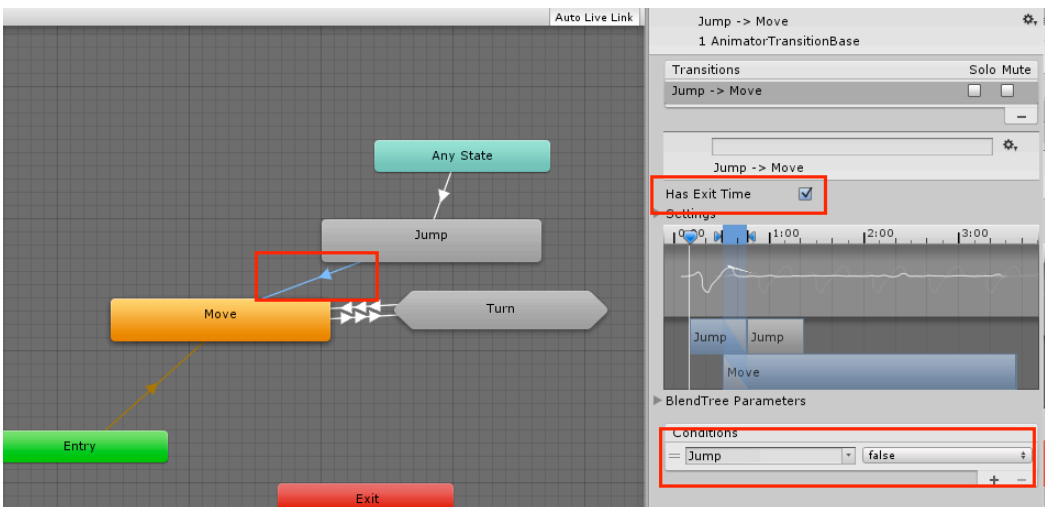 Auto Live Link
Any State
Jump
Move
Turn
Entry
Exit
Jump -> Move
1 AnimatorTransitionBase
Transitions Solo Mute
Jump -> Move
Jump -> Move
Has Exit Time
Settings
0:00 1:00 2:00 3:00
Jump Jump
Move
BlendTree Parameters
Conditions
Jump false